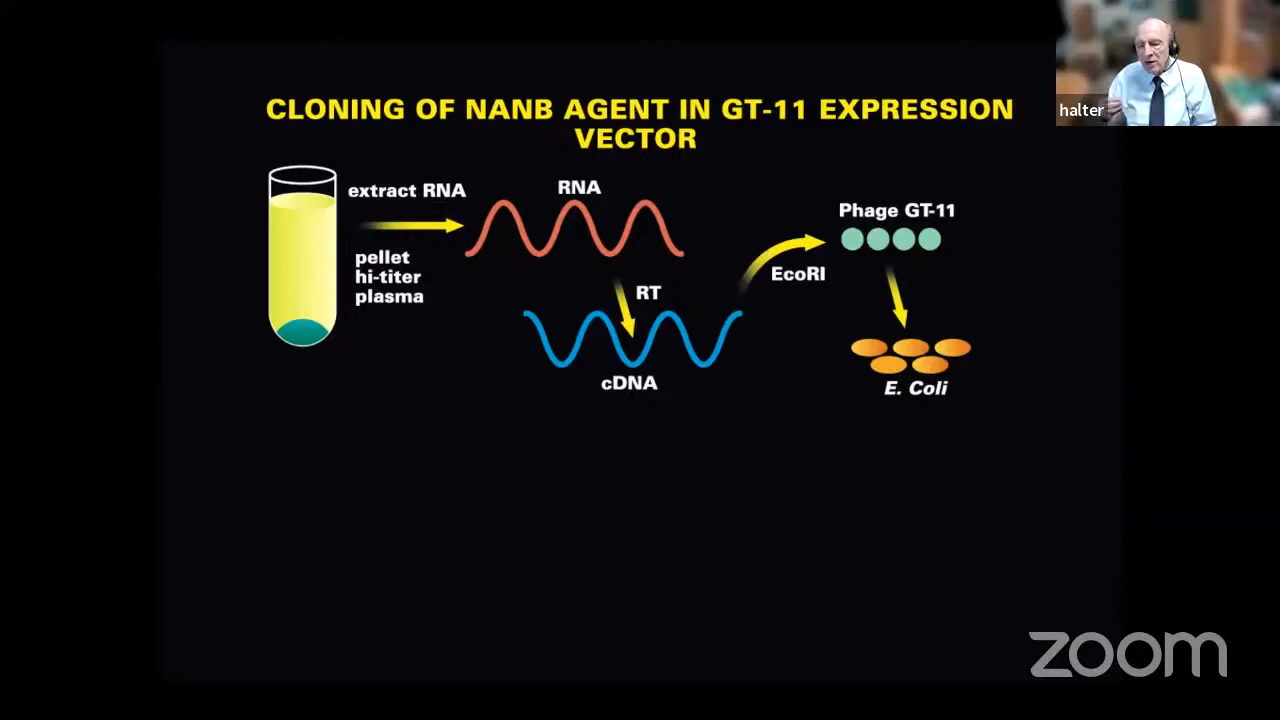 halter
CLONING OF NANB AGENT IN GT-11 EXPRESSION
VECTOR
extract RNA
pellet
hi-titer
plasma
RNA
RT
cDNA
EcoRI
Phage GT-11
E. Coli
zoom